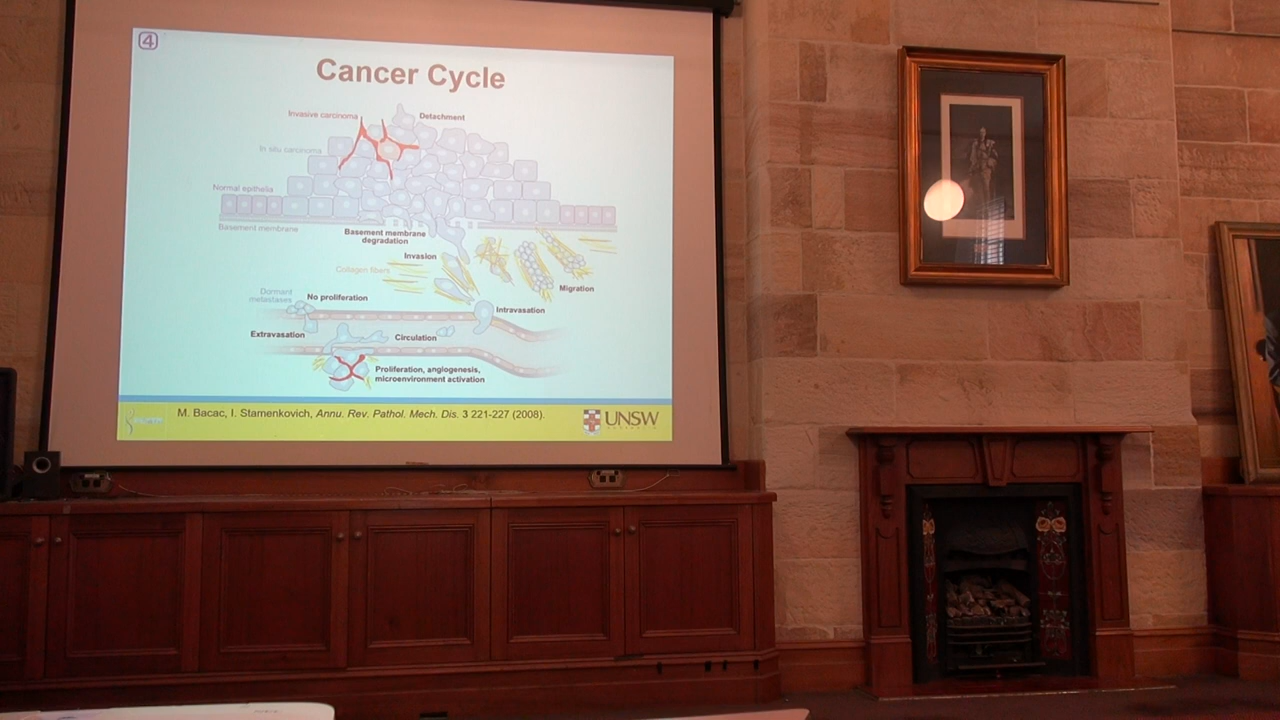 4
Cancer Cycle
Invasive carcinoma
Detachment
In situ carcinoma
Normal epithelia
Basement membrane
Basement membrane
degradation
Invasion
Collagen fibers
Migration
Dormant
metastases
No proliferation
Intravasation
Extravasation
Circulation
Proliferation, angiogenesis,
microenvironment activation
M. Bacac, I. Stamenkovich, Annu. Rev. Pathol. Mech. Dis. 3 221-227 (2008).
UNSW